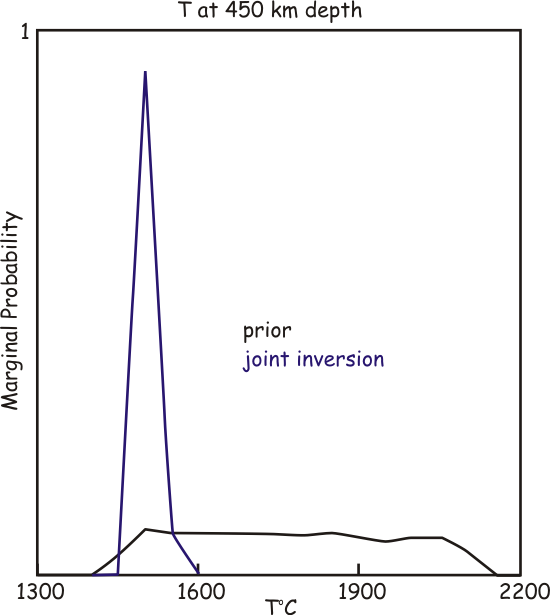 T at 450 km depth
1
Marginal Probability
prior
joint inversion
1300 1600 1900 2200
T°C